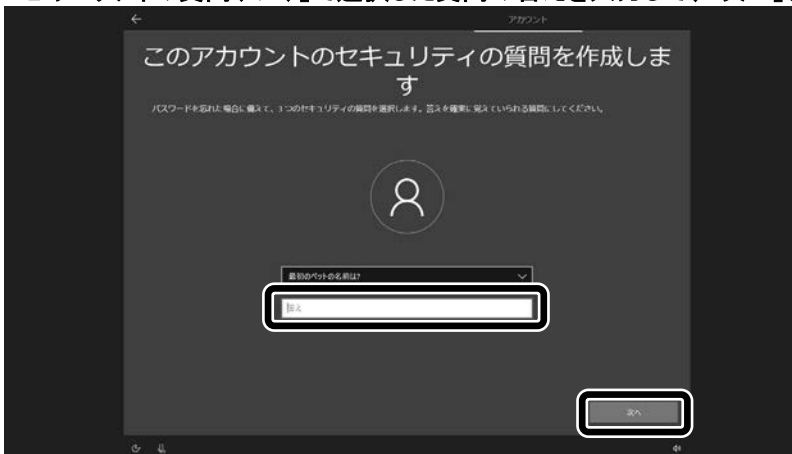 アカウント
このアカウントのセキュリティの質問を作成しま
す
パスワードを忘れた場合に備えて、3 つのセキュリティの質問を選択します。答えを確実に覚えていられる質問にしてください。
最初のペットの名前は?
答え
次へ